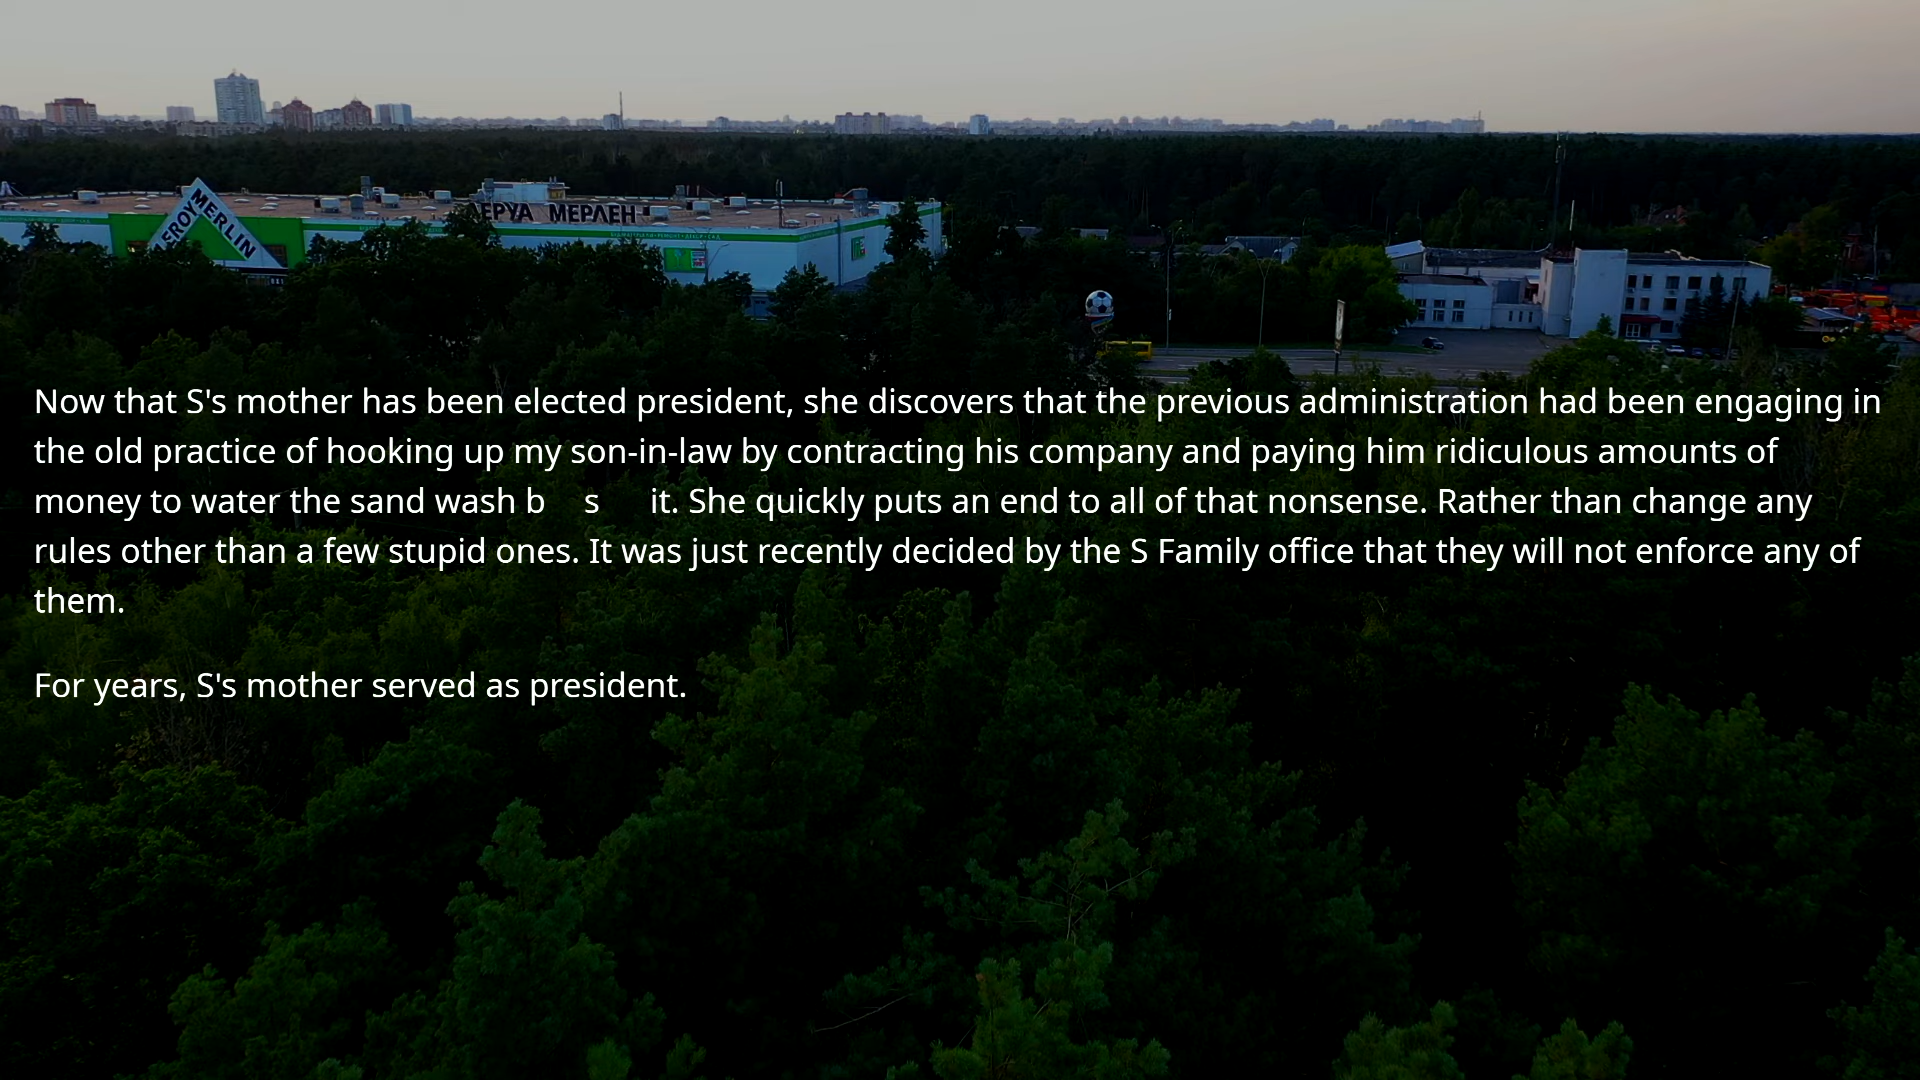 LEROY MERLIN
ЛЕРУА МЕРЛЕН
Now that S's mother has been elected president, she discovers that the previous administration had been engaging in
the old practice of hooking up my son-in-law by contracting his company and paying him ridiculous amounts of
money to water the sand wash b s it. She quickly puts an end to all of that nonsense. Rather than change any
rules other than a few stupid ones. It was just recently decided by the S Family office that they will not enforce any of
them.
For years, S's mother served as president.